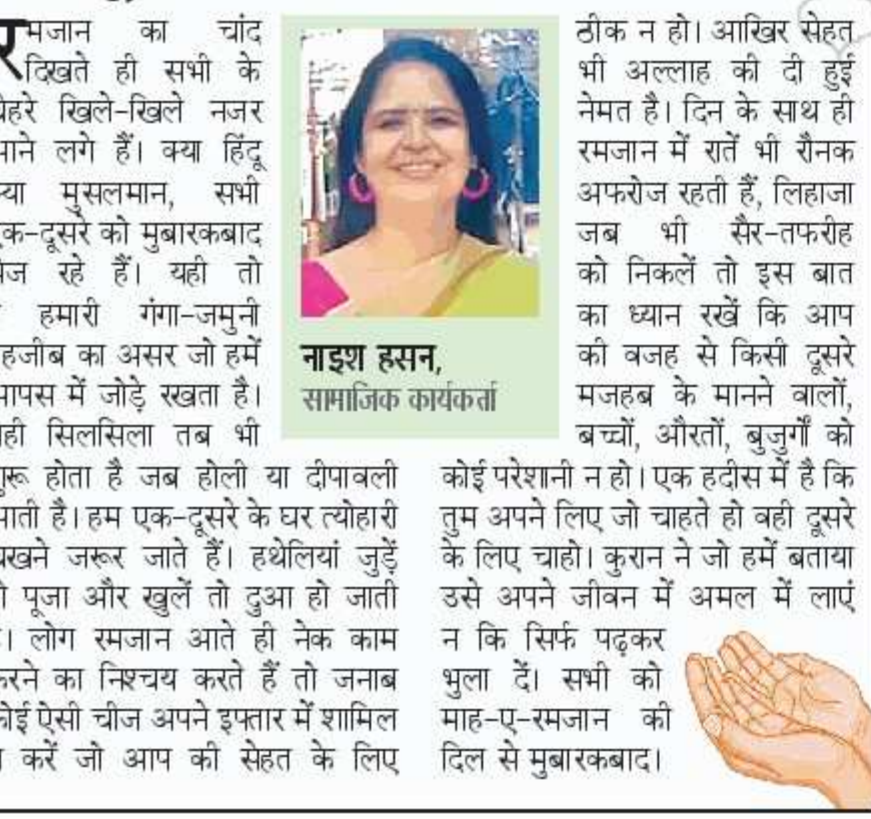 रमजान का चांद
दिखते ही सभी के
चेहरे खिले-खिले नजर
आने लगे हैं। क्या हिंदू
क्या मुसलमान, सभी
एक-दूसरे को मुबारकबाद
भेज रहे हैं। यही तो
हमारी गंगा-जमुनी
हजीब का असर जो हमें
आपस में जोड़े रखता है।
ही सिलसिला तब भी
शुरू होता है जब होली या दीपावली
आती है। हम एक-दूसरे के घर त्योहारी
चखने जरूर जाते हैं। हथेलियां जुड़ें
तो पूजा और खुलें तो दुआ हो जाती
है। लोग रमजान आते ही नेक काम
करने का निश्चय करते हैं तो जनाब
कोई ऐसी चीज अपने इफ्तार में शामिल
न करें जो आप की सेहत के लिए
नाइश हसन,
सामाजिक कार्यकर्ता
ठीक न हो। आखिर सेहत
भी अल्लाह की दी हुई
नेमत है। दिन के साथ ही
रमजान में रातें भी रौनक
अफरोज रहती हैं, लिहाजा
जब भी सैर-तफरीह
को निकलें तो इस बात
का ध्यान रखें कि आप
की वजह से किसी दूसरे
मजहब के मानने वालों,
बच्चों, औरतों, बुजुर्गों को
कोई परेशानी न हो। एक हदीस में है कि
तुम अपने लिए जो चाहते हो वही दूसरे
के लिए चाहो। कुरान ने जो हमें बताया
उसे अपने जीवन में अमल में लाएं
न कि सिर्फ पढ़कर
भुला दें। सभी को
माह-ए-रमजान की
दिल से मुबारकबाद।